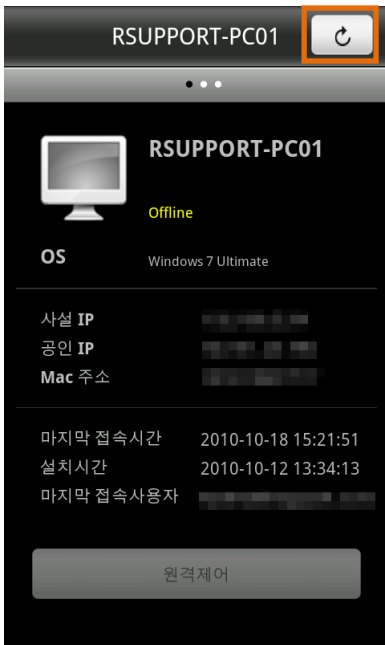 RSUPPORT-PC01
RSUPPORT-PC01
Offline
OS Windows 7 Ultimate
사설 IP
공인 IP
Mac 주소
마지막 접속시간 2010-10-18 15:21:51
설치시간 2010-10-12 13:34:13
마지막 접속사용자
원격제어